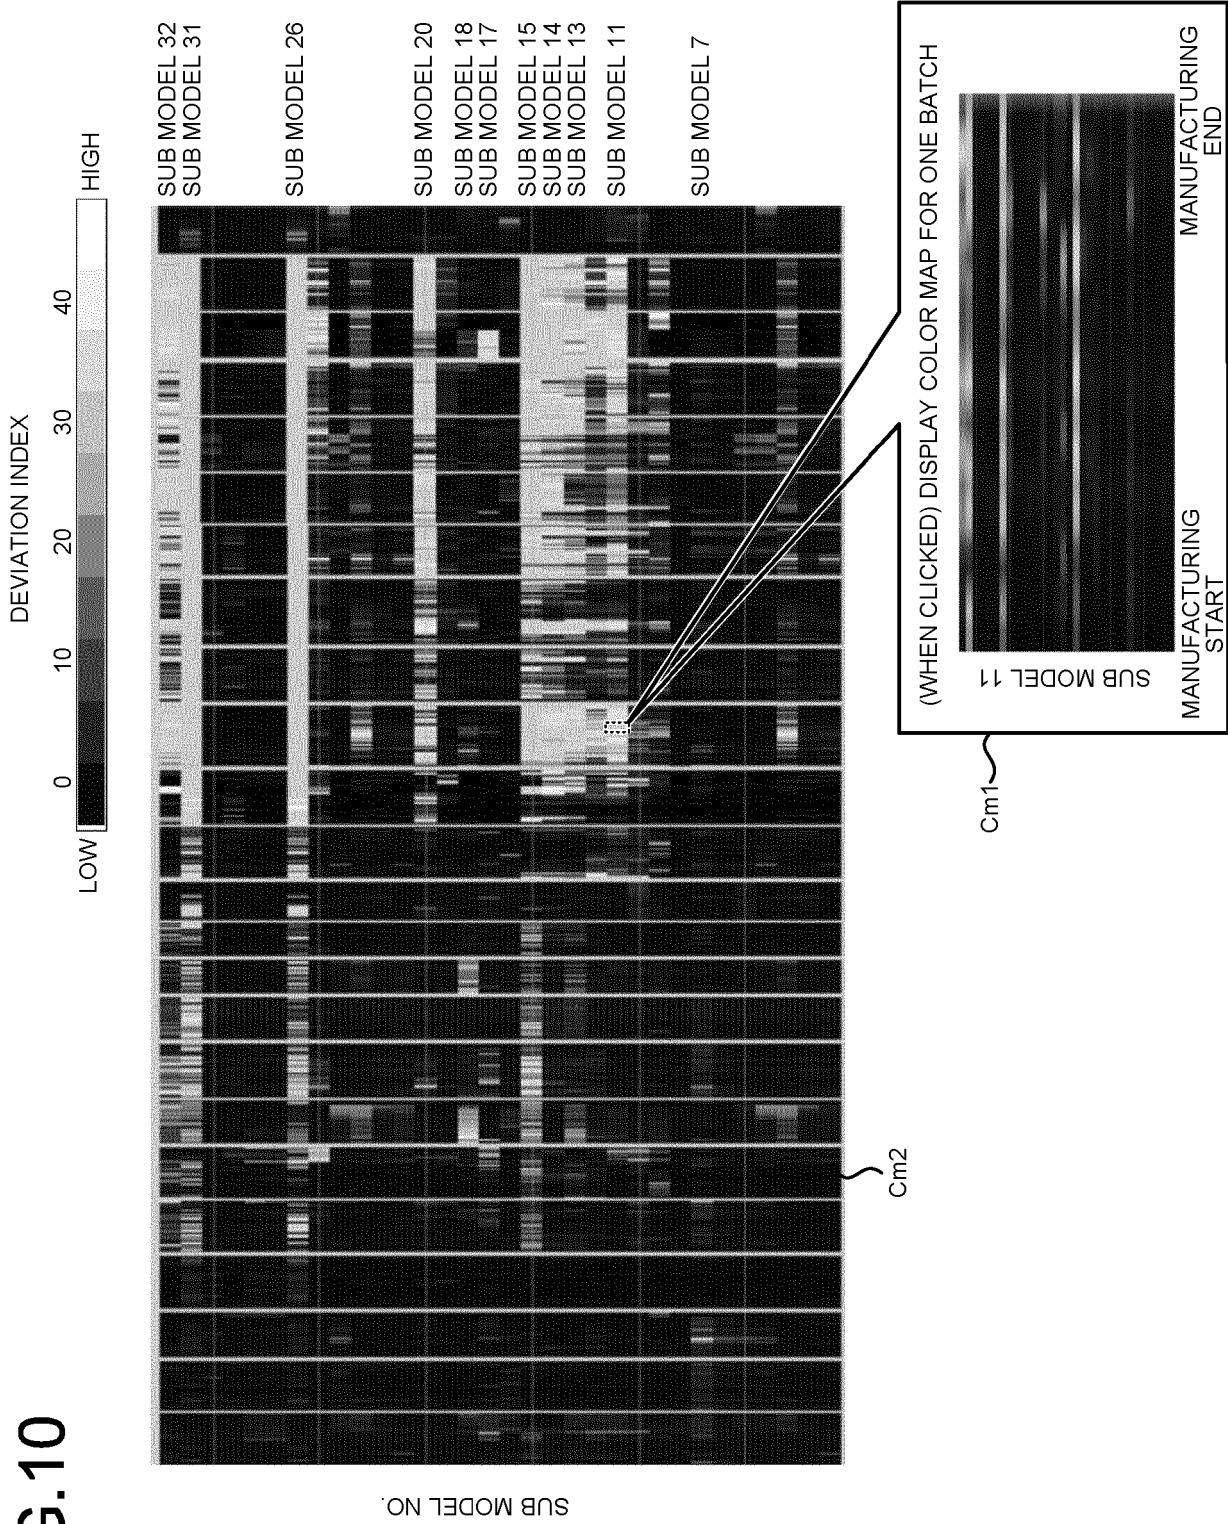 G.10
DEVIATION INDEX
LOW
0
10
20
30
40
HIGH
SUB MODEL NO.
SUB MODEL 32
SUB MODEL 31
SUB MODEL 26
SUB MODEL 20
SUB MODEL 18
SUB MODEL 17
SUB MODEL 15
SUB MODEL 14
SUB MODEL 13
SUB MODEL 11
SUB MODEL 7
Cm2
Cm1
(WHEN CLICKED) DISPLAY COLOR MAP FOR ONE BATCH
SUB MODEL 11
MANUFACTURING
START
MANUFACTURING
END